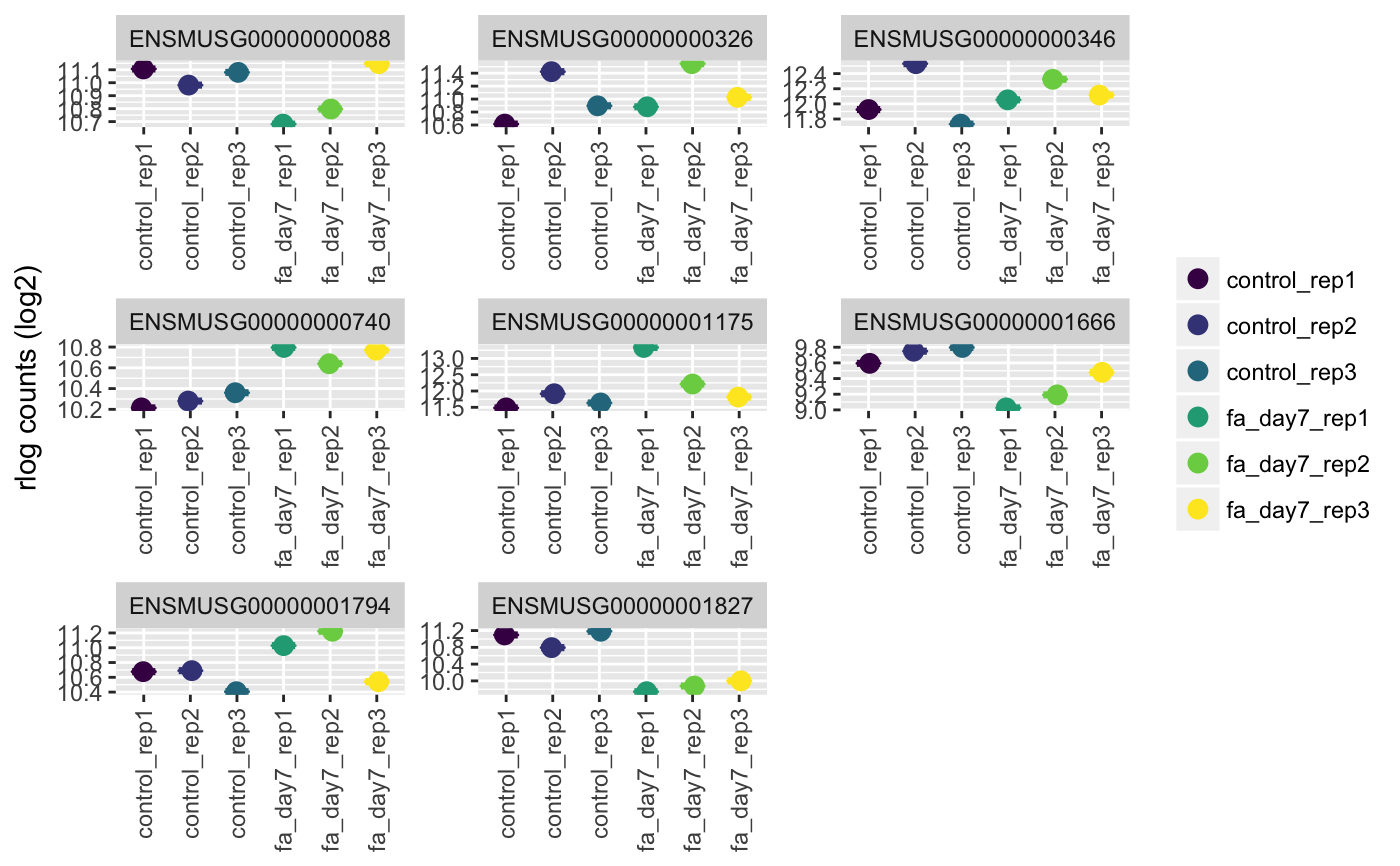 ENSMUSG00000000088
ENSMUSG00000000326
ENSMUSG00000000346
11.1
11.0
10.9
10.8
10.7
11.4
11.2
11.0
10.8
10.6
12.4
12.2
12.0
11.8
control_rep1
control_rep2
control_rep3
fa_day7_rep1
fa_day7_rep2
fa_day7_rep3
control_rep1
control_rep2
control_rep3
fa_day7_rep1
fa_day7_rep2
fa_day7_rep3
control_rep1
control_rep2
control_rep3
fa_day7_rep1
fa_day7_rep2
fa_day7_rep3
rlog counts (log2)
ENSMUSG00000000740
ENSMUSG00000001175
ENSMUSG00000001666
10.8
10.6
10.4
10.2
13.0
12.5
12.0
11.5
9.8
9.6
9.4
9.2
9.0
control_rep1
control_rep2
control_rep3
fa_day7_rep1
fa_day7_rep2
fa_day7_rep3
control_rep1
control_rep2
control_rep3
fa_day7_rep1
fa_day7_rep2
fa_day7_rep3
control_rep1
control_rep2
control_rep3
fa_day7_rep1
fa_day7_rep2
fa_day7_rep3
ENSMUSG00000001794
ENSMUSG00000001827
11.2
11.0
10.8
10.6
10.4
11.2
10.8
10.4
10.0
control_rep1
control_rep2
control_rep3
fa_day7_rep1
fa_day7_rep2
fa_day7_rep3
control_rep1
control_rep2
control_rep3
fa_day7_rep1
fa_day7_rep2
fa_day7_rep3
control_rep1
control_rep2
control_rep3
fa_day7_rep1
fa_day7_rep2
fa_day7_rep3